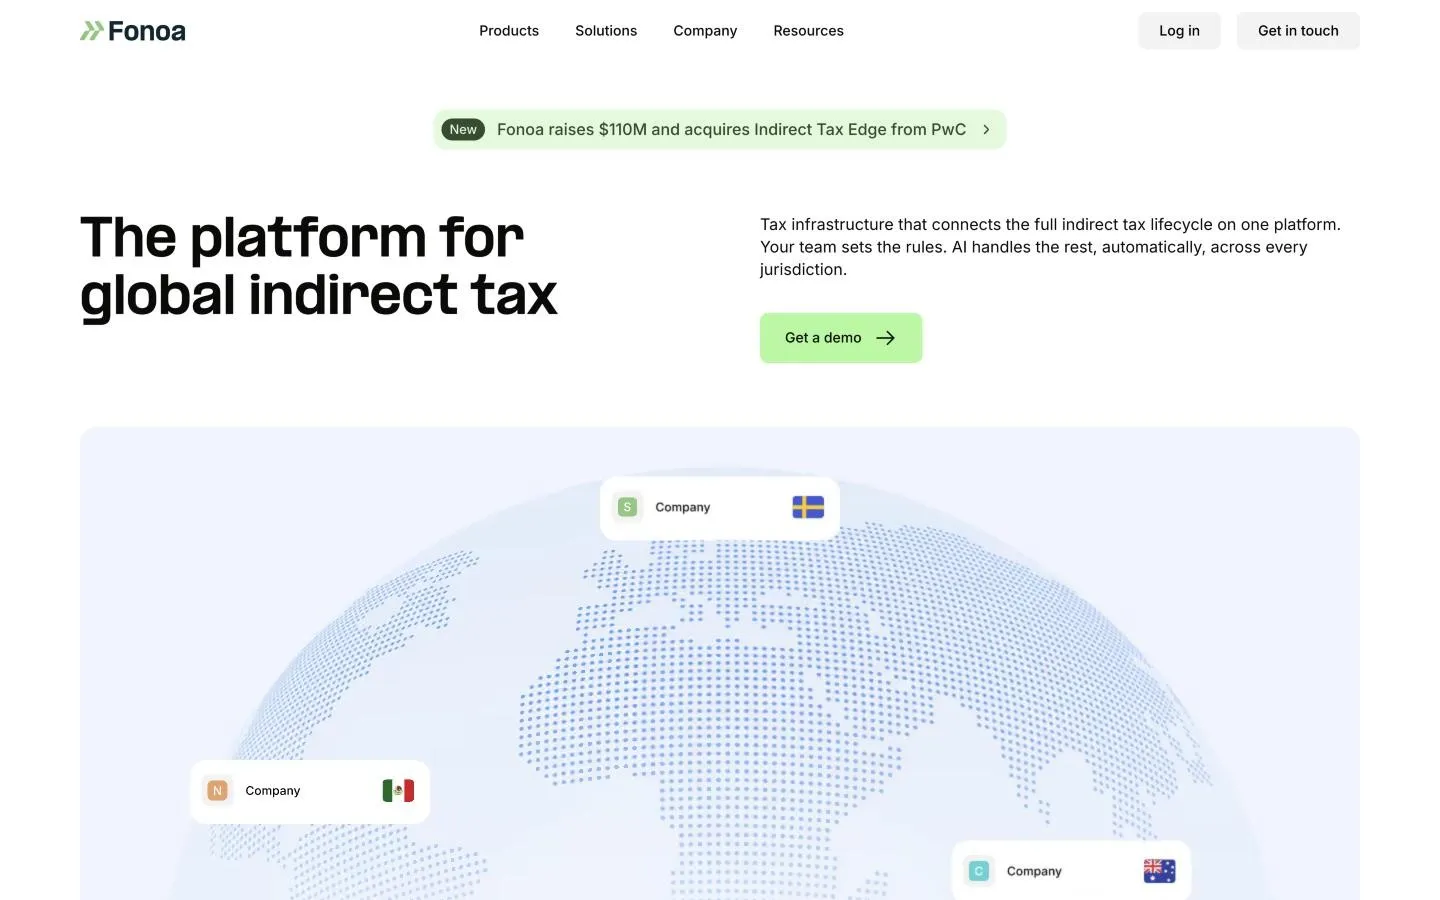 Fonoa
Products
Solutions
Company
Resources
Log in
Get in touch
New
Fonoa raises $110M and acquires Indirect Tax Edge from PwC
The platform for
global indirect tax
Tax infrastructure that connects the full indirect tax lifecycle on one platform.
Your team sets the rules. AI handles the rest, automatically, across every
jurisdiction.
Get a demo
S
Company
N
Company
C
Company